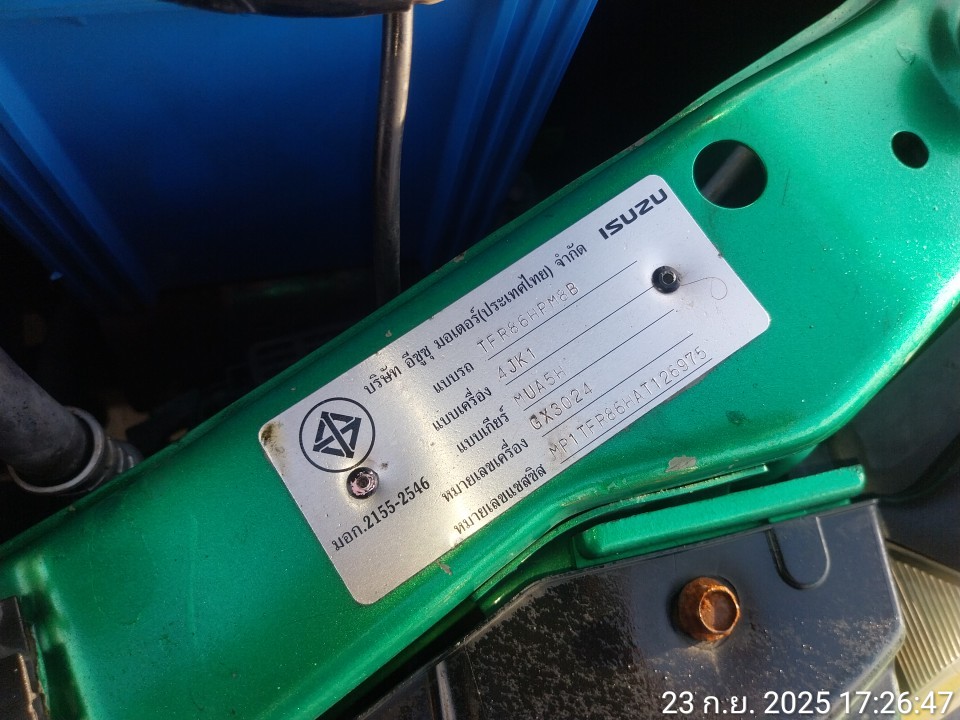 ISUZU
บริษัท อีซูซุ มอเตอร์(ประเทศไทย) จำกัด
แบบรถ TFR86HPM8B
แบบเครื่อง 4JK1
แบบเกียร์ MUA5H
หมายเลขเครื่อง GX3024
หมายเลขแชสซิส MP1TFR86HAT126975
มอก.2155-2546
23 ก.ย. 2025 17:26:47